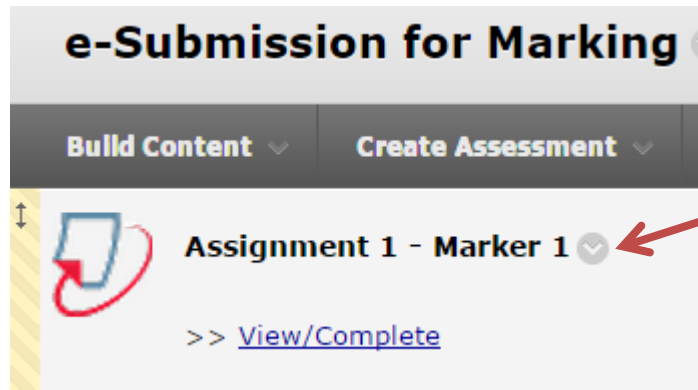 e-Submission for Marking
Build Content Create Assessment
Assignment 1 - Marker 1
>> View/Complete